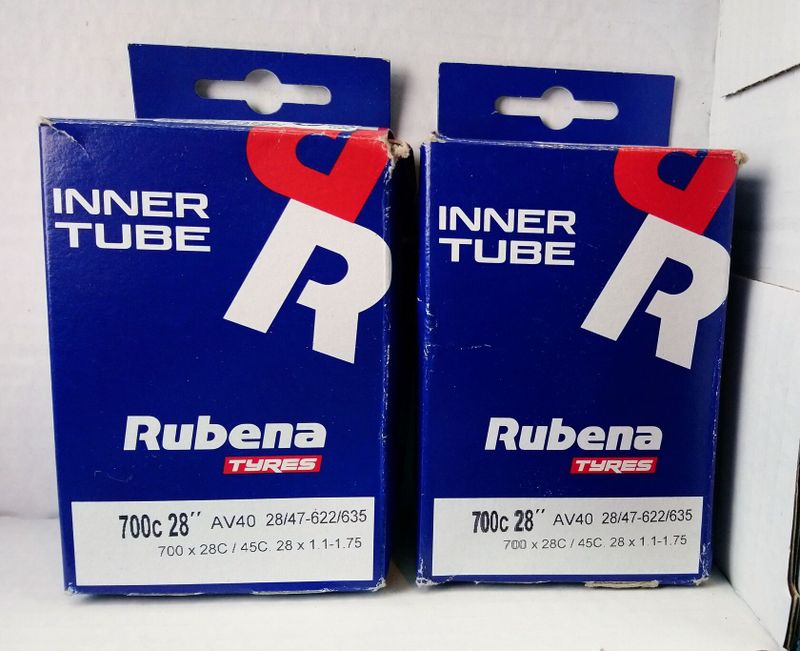 INNER
TUBE
R
Rubena
TYRES
700c 28″ AV40 28/47-622/635
700 x 28C / 45C. 28 x 1.1-1.75
INNER
TUBE
R
Rubena
TYRES
700c 28″ AV40 28/47-622/635
700 x 28C / 45C. 28 x 1.1-1.75